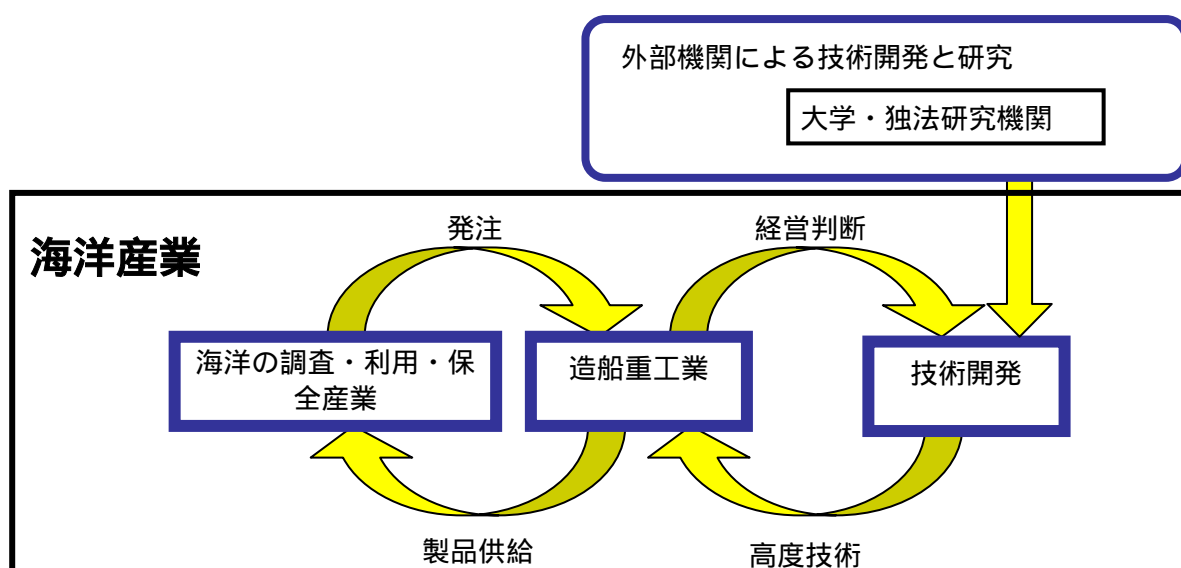 外部機関による技術開発と研究
大学・独法研究機関
海洋産業
発注
経営判断
海洋の調査・利用・保
全産業
造船重工業
技術開発
製品供給
高度技術